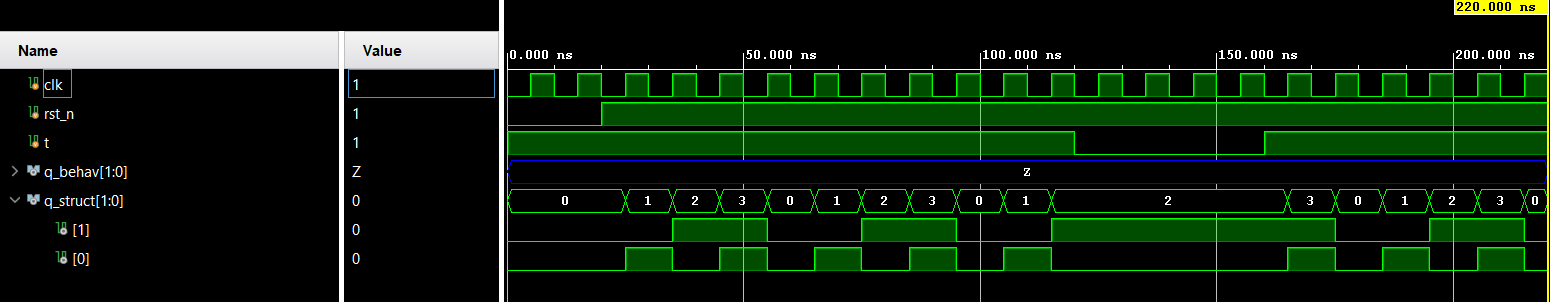 220.000 ns
Name Value
0.000 ns 50.000 ns 100.000 ns 150.000 ns 200.000 ns
clk 1
rst_n 1
t 1
q_behav[1:0] Z Z
q_struct[1:0] 0 0 1 2 3 0 1 2 3 0 1 2 3 0 1 2 3 0
[1] 0
[0] 0